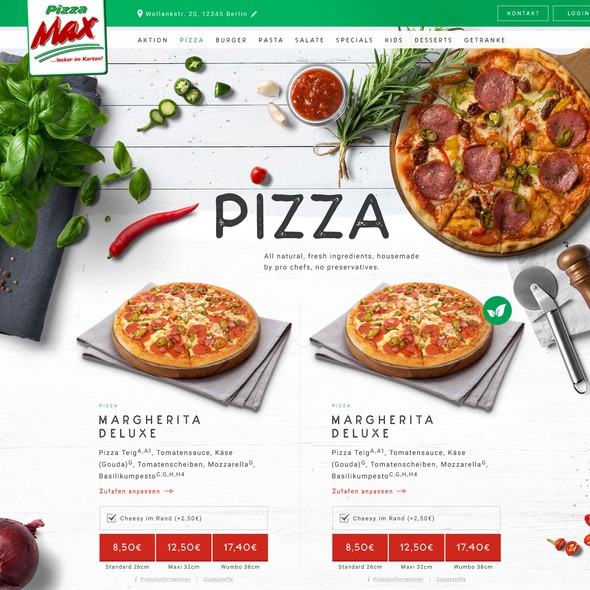 Pizza
Max
...lecker im Karton!
Wollankstr. 20, 12345 Berlin
KONTAKT
LOGIN
AKTION PIZZA BURGER PASTA SALATE SPECIALS KIDS DESSERTS GETRANKE
PIZZA
All natural, fresh ingredients, housemade
by pro chefs, no preservatives.
PIZZA
MARGHERITA
DELUXE
Pizza Teig^A,A1, Tomatensauce, Käse
(Gouda)^G, Tomatenscheiben, Mozzarella^G,
Basilikumpesto^C,G,H,H4
Zutaten anpassen
Cheesy im Rand (+2,50€)
8,50€ 12,50€ 17,40€
Standard 26cm Maxi 32cm Wumbo 38cm
i Produktinformationen | Zusatzstoffe
PIZZA
MARGHERITA
DELUXE
Pizza Teig^A,A1, Tomatensauce, Käse
(Gouda)^G, Tomatenscheiben, Mozzarella^G,
Basilikumpesto^C,G,H,H4
Zutaten anpassen
Cheesy im Rand (+2,50€)
8,50€ 12,50€ 17,40€
Standard 26cm Maxi 32cm Wumbo 38cm
i Produktinformationen | Zusatzstoffe